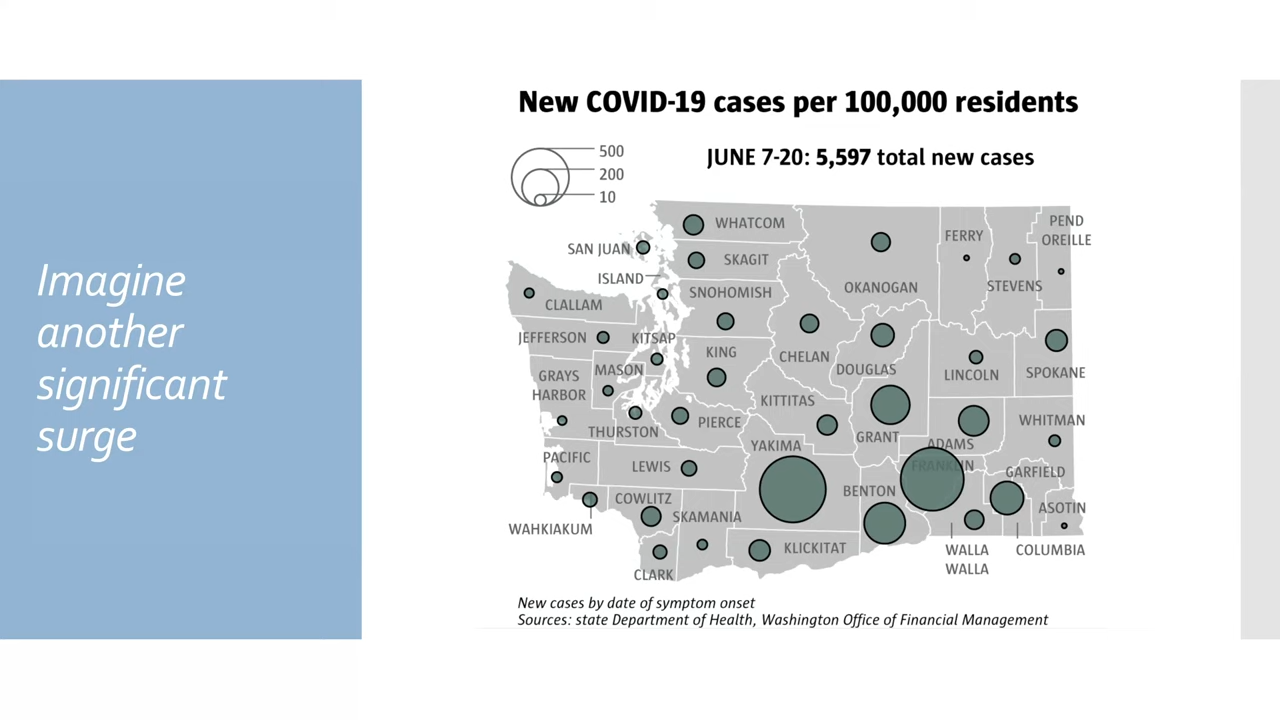 Imagine
another
significant
surge
New COVID-19 cases per 100,000 residents
JUNE 7-20: 5,597 total new cases
500
200
10
WHATCOM
SAN JUAN
SKAGIT
ISLAND
SNOHOMISH
CLALLAM
JEFFERSON
KITSAP
KING
MASON
GRAYS
HARBOR
THURSTON
PIERCE
PACIFIC
LEWIS
WAHKIAKUM
COWLITZ
SKAMANIA
CLARK
OKANOGAN
FERRY
STEVENS
PEND
OREILLE
CHELAN
DOUGLAS
LINCOLN
SPOKANE
KITTITAS
GRANT
ADAMS
WHITMAN
YAKIMA
BENTON
FRANKLIN
GARFIELD
ASOTIN
KLICKITAT
WALLA
WALLA
COLUMBIA
New cases by date of symptom onset
Sources: state Department of Health, Washington Office of Financial Management